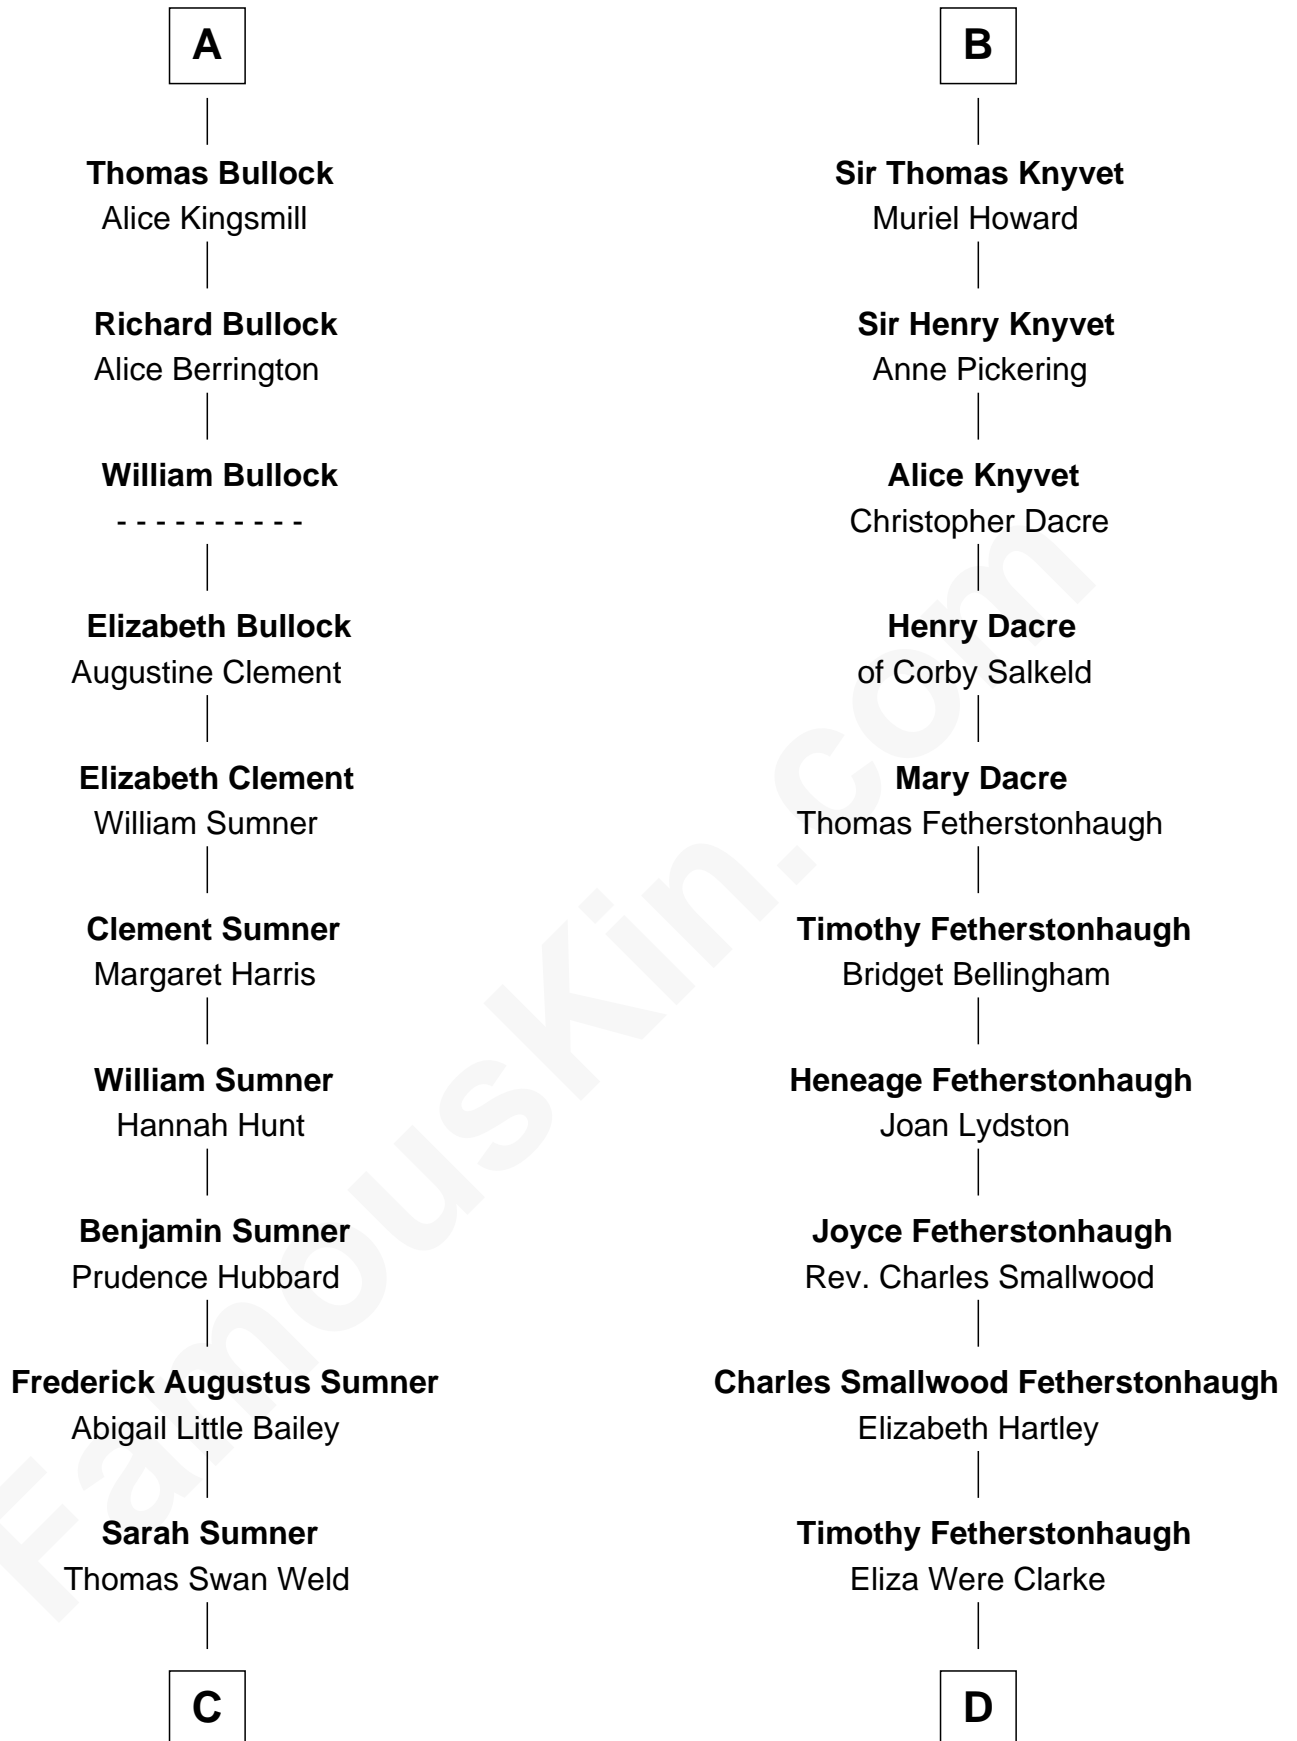 A
Thomas Bullock
Alice Kingsmill
Richard Bullock
Alice Berrington
William Bullock
- - - - - - - - - -
Elizabeth Bullock
Augustine Clement
Elizabeth Clement
William Sumner
Clement Sumner
Margaret Harris
William Sumner
Hannah Hunt
Benjamin Sumner
Prudence Hubbard
Frederick Augustus Sumner
Abigail Little Bailey
Sarah Sumner
Thomas Swan Weld
C
B
Sir Thomas Knyvet
Muriel Howard
Sir Henry Knyvet
Anne Pickering
Alice Knyvet
Christopher Dacre
Henry Dacre
of Corby Salkeld
Mary Dacre
Thomas Fetherstonhaugh
Timothy Fetherstonhaugh
Bridget Bellingham
Heneage Fetherstonhaugh
Joan Lydston
Joyce Fetherstonhaugh
Rev. Charles Smallwood
Charles Smallwood Fetherstonhaugh
Elizabeth Hartley
Timothy Fetherstonhaugh
Eliza Were Clarke
D
FamousKin.com